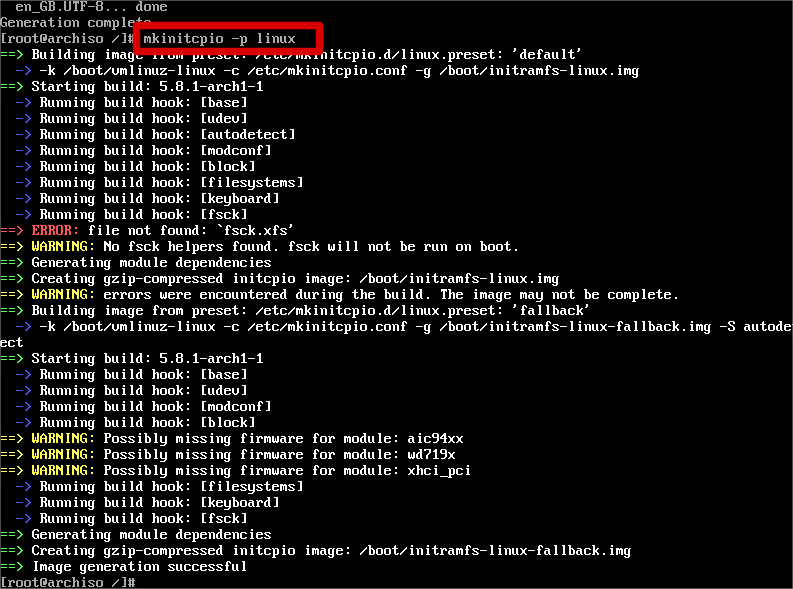 en_GB.UTF-8... done
Generation complete.
[root@archiso /]# mkinitcpio -p linux
==> Building image from preset: /etc/mkinitcpio.d/linux.preset: 'default'
-> -k /boot/vmlinuz-linux -c /etc/mkinitcpio.conf -g /boot/initramfs-linux.img
==> Starting build: 5.8.1-arch1-1
-> Running build hook: [base]
-> Running build hook: [udev]
-> Running build hook: [autodetect]
-> Running build hook: [modconf]
-> Running build hook: [block]
-> Running build hook: [filesystems]
-> Running build hook: [keyboard]
-> Running build hook: [fsck]
==> ERROR: file not found: `fsck.xfs'
==> WARNING: No fsck helpers found. fsck will not be run on boot.
==> Generating module dependencies
==> Creating gzip-compressed initcpio image: /boot/initramfs-linux.img
==> WARNING: errors were encountered during the build. The image may not be complete.
==> Building image from preset: /etc/mkinitcpio.d/linux.preset: 'fallback'
-> -k /boot/vmlinuz-linux -c /etc/mkinitcpio.conf -g /boot/initramfs-linux-fallback.img -S autodet
ect
==> Starting build: 5.8.1-arch1-1
-> Running build hook: [base]
-> Running build hook: [udev]
-> Running build hook: [modconf]
-> Running build hook: [block]
==> WARNING: Possibly missing firmware for module: aic94xx
==> WARNING: Possibly missing firmware for module: wd719x
==> WARNING: Possibly missing firmware for module: xhci_pci
-> Running build hook: [filesystems]
-> Running build hook: [keyboard]
-> Running build hook: [fsck]
==> Generating module dependencies
==> Creating gzip-compressed initcpio image: /boot/initramfs-linux-fallback.img
==> Image generation successful
[root@archiso /]#